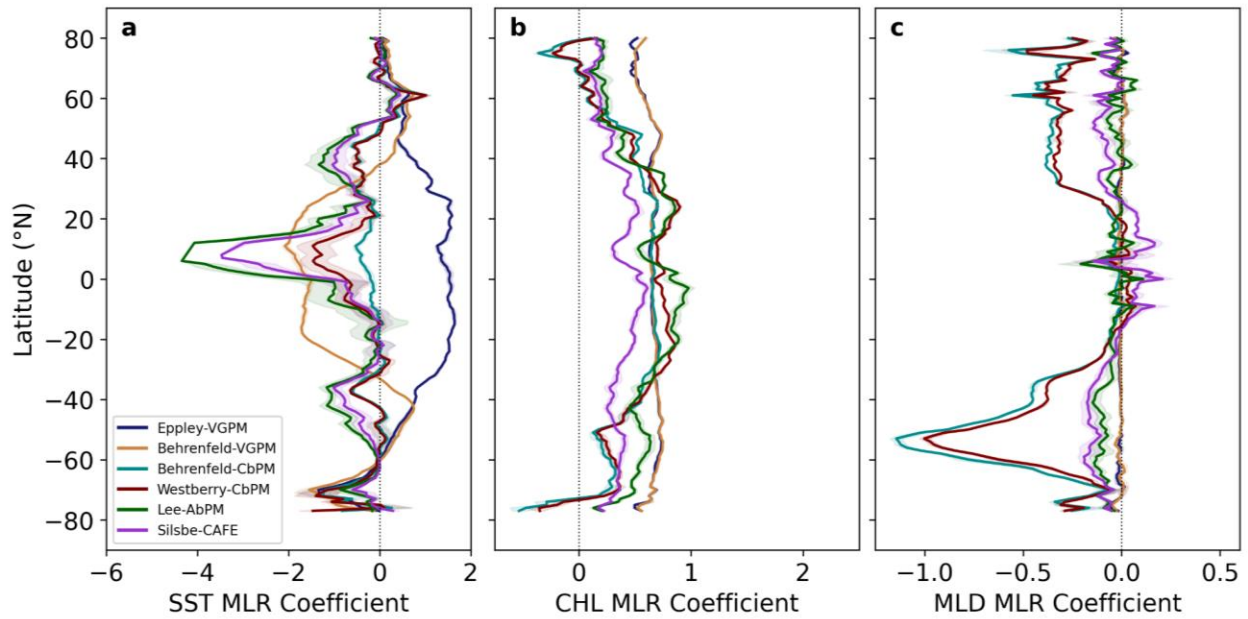 a
b
c
80
60
40
20
0
−20
−40
−60
−80
Latitude (°N)
Eppley-VGPM
Behrenfeld-VGPM
Behrenfeld-CbPM
Westberry-CbPM
Lee-AbPM
Silsbe-CAFE
−6
−4
−2
0
2
SST MLR Coefficient
0
1
2
CHL MLR Coefficient
−1.0
−0.5
0.0
0.5
MLD MLR Coefficient